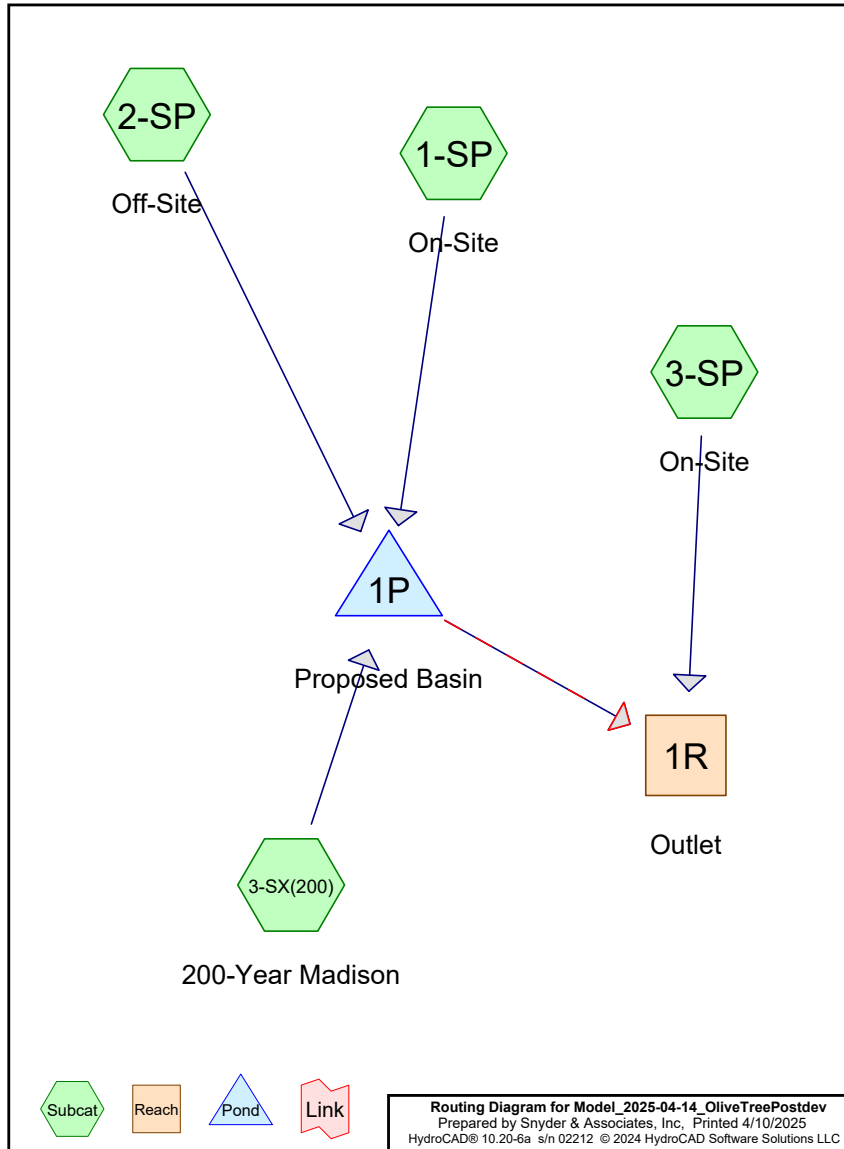 2-SP
Off-Site
1-SP
On-Site
3-SP
On-Site
1P
Proposed Basin
1R
Outlet
3-SX(200)
200-Year Madison
Subcat
Reach
Pond
Link
Routing Diagram for Model_2025-04-14_OliveTreePostdev
Prepared by Snyder & Associates, Inc, Printed 4/10/2025
HydroCAD® 10.20-6a s/n 02212 © 2024 HydroCAD Software Solutions LLC